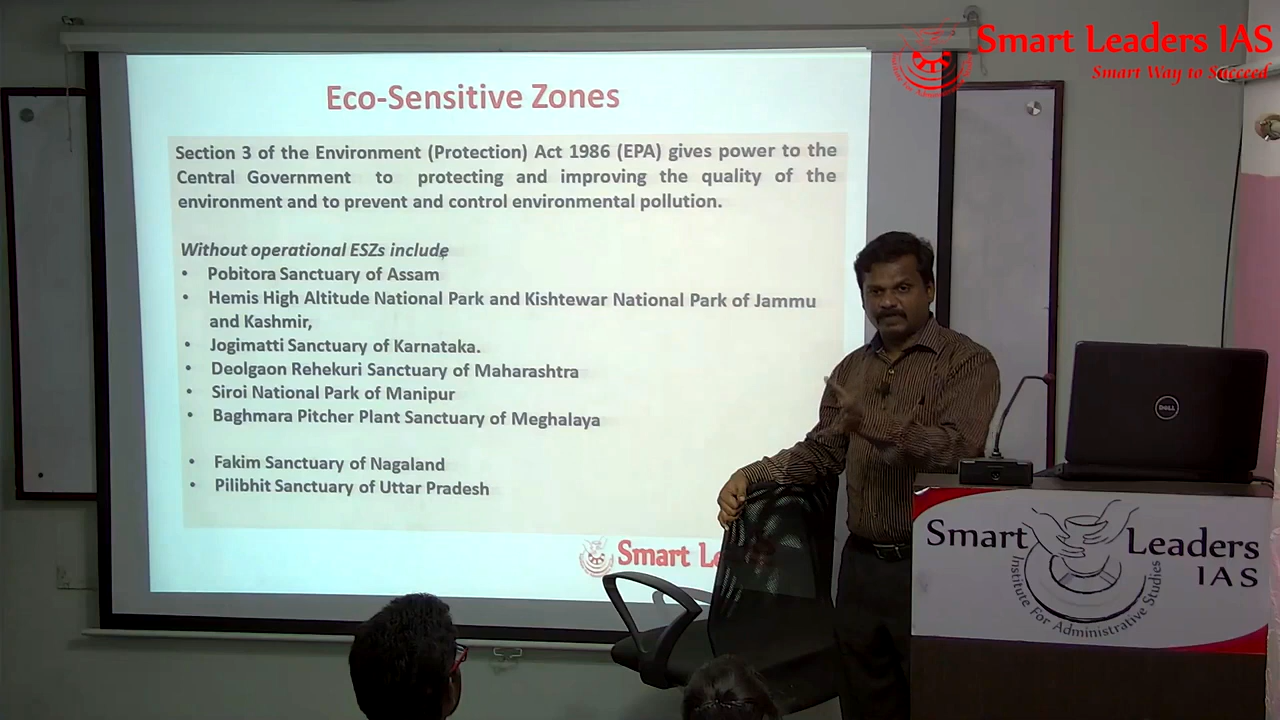 Smart Leaders IAS
Smart Way to Succeed
Eco-Sensitive Zones
Section 3 of the Environment (Protection) Act 1986 (EPA) gives power to the
Central Government to protecting and improving the quality of the
environment and to prevent and control environmental pollution.
Without operational ESZs include
• Pobitora Sanctuary of Assam
• Hemis High Altitude National Park and Kishtewar National Park of Jammu
and Kashmir,
• Jogimatti Sanctuary of Karnataka.
• Deolgaon Rehekuri Sanctuary of Maharashtra
• Siroi National Park of Manipur
• Baghmara Pitcher Plant Sanctuary of Meghalaya
• Fakim Sanctuary of Nagaland
• Pilibhit Sanctuary of Uttar Pradesh
Smart Le
DELL
Smart Leaders
IAS
Institute For Administrative Studies